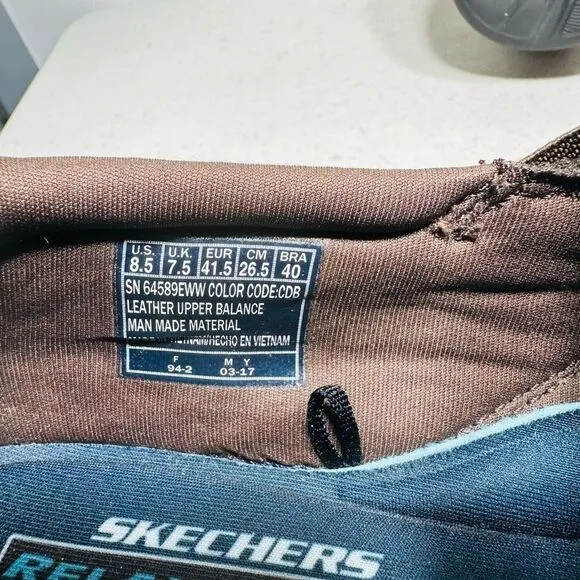 U.S. U.K. EUR CM BRA
8.5 7.5 41.5 26.5 40
SN 64589EWW COLOR CODE:CDB
LEATHER UPPER BALANCE
MAN MADE MATERIAL
EN VIETNAM
F M Y
94-2 03-17
SKECHERS